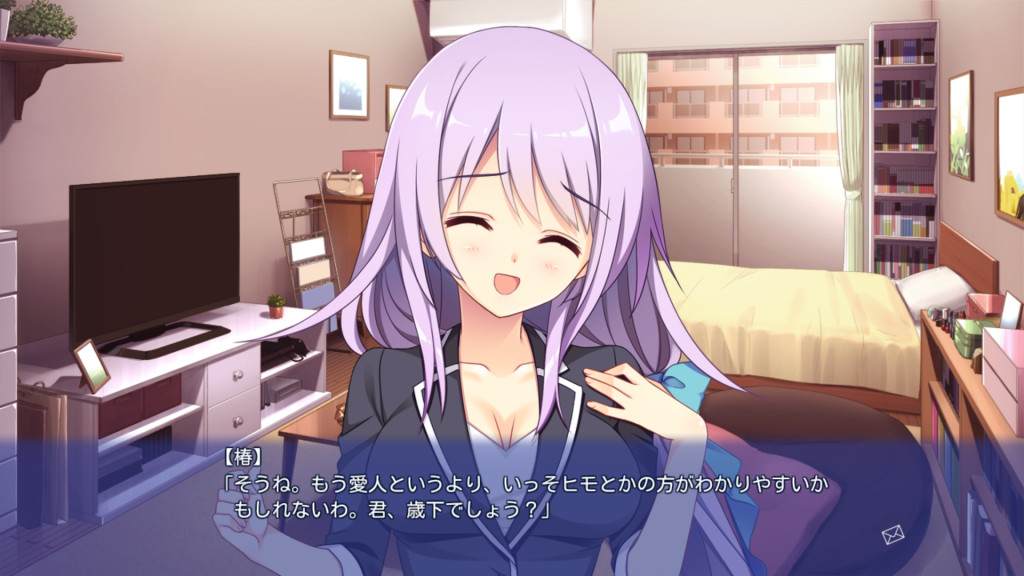 【椿】
「そうね。もう愛人というより、いっそヒモとかの方がわかりやすいか
もしれないわ。君、歳下でしょう？」